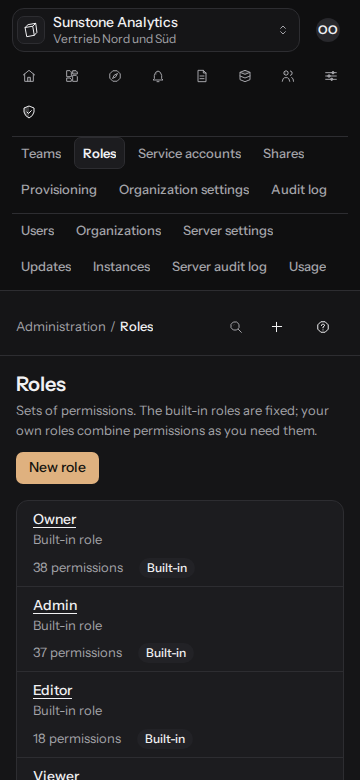 Sunstone Analytics
Vertrieb Nord und Süd
OO
Teams Roles Service accounts Shares
Provisioning Organization settings Audit log
Users Organizations Server settings
Updates Instances Server audit log Usage
Administration / Roles
Roles
Sets of permissions. The built-in roles are fixed; your
own roles combine permissions as you need them.
New role
Owner
Built-in role
38 permissions Built-in
Admin
Built-in role
37 permissions Built-in
Editor
Built-in role
18 permissions Built-in
Viewer